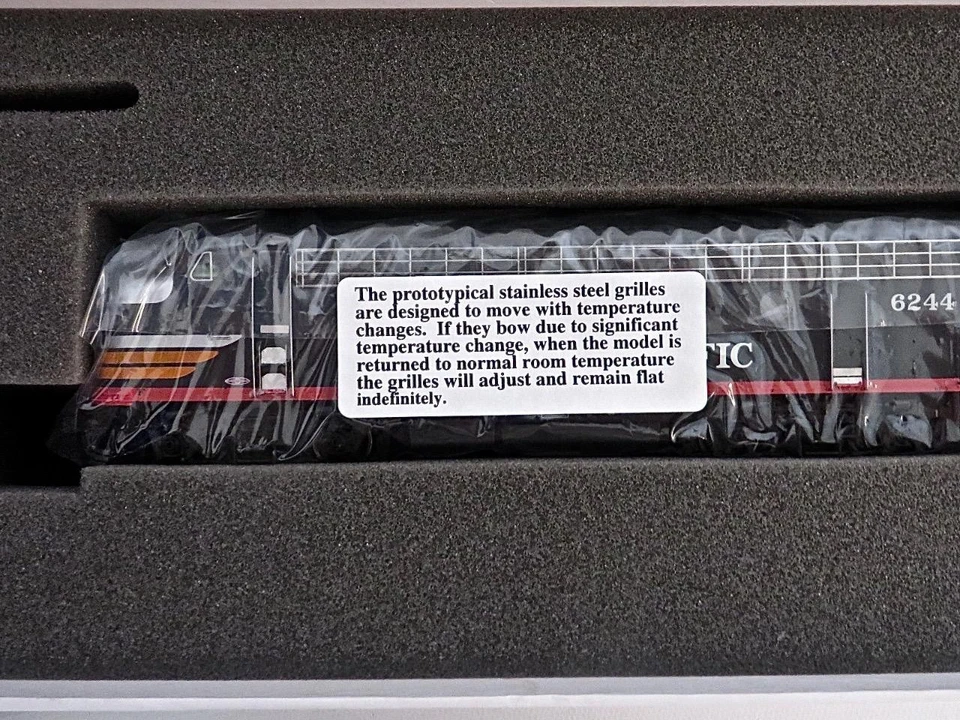 The prototypical stainless steel grilles
are designed to move with temperature
changes. If they bow due to significant
temperature change, when the model is
returned to normal room temperature
the grilles will adjust and remain flat
indefinitely.
TIC
6244